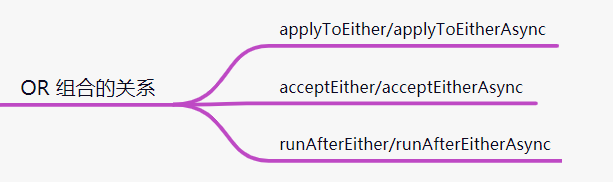 applyToEither/applyToEitherAsync
OR 组合的关系
acceptEither/acceptEitherAsync
runAfterEither/runAfterEitherAsync